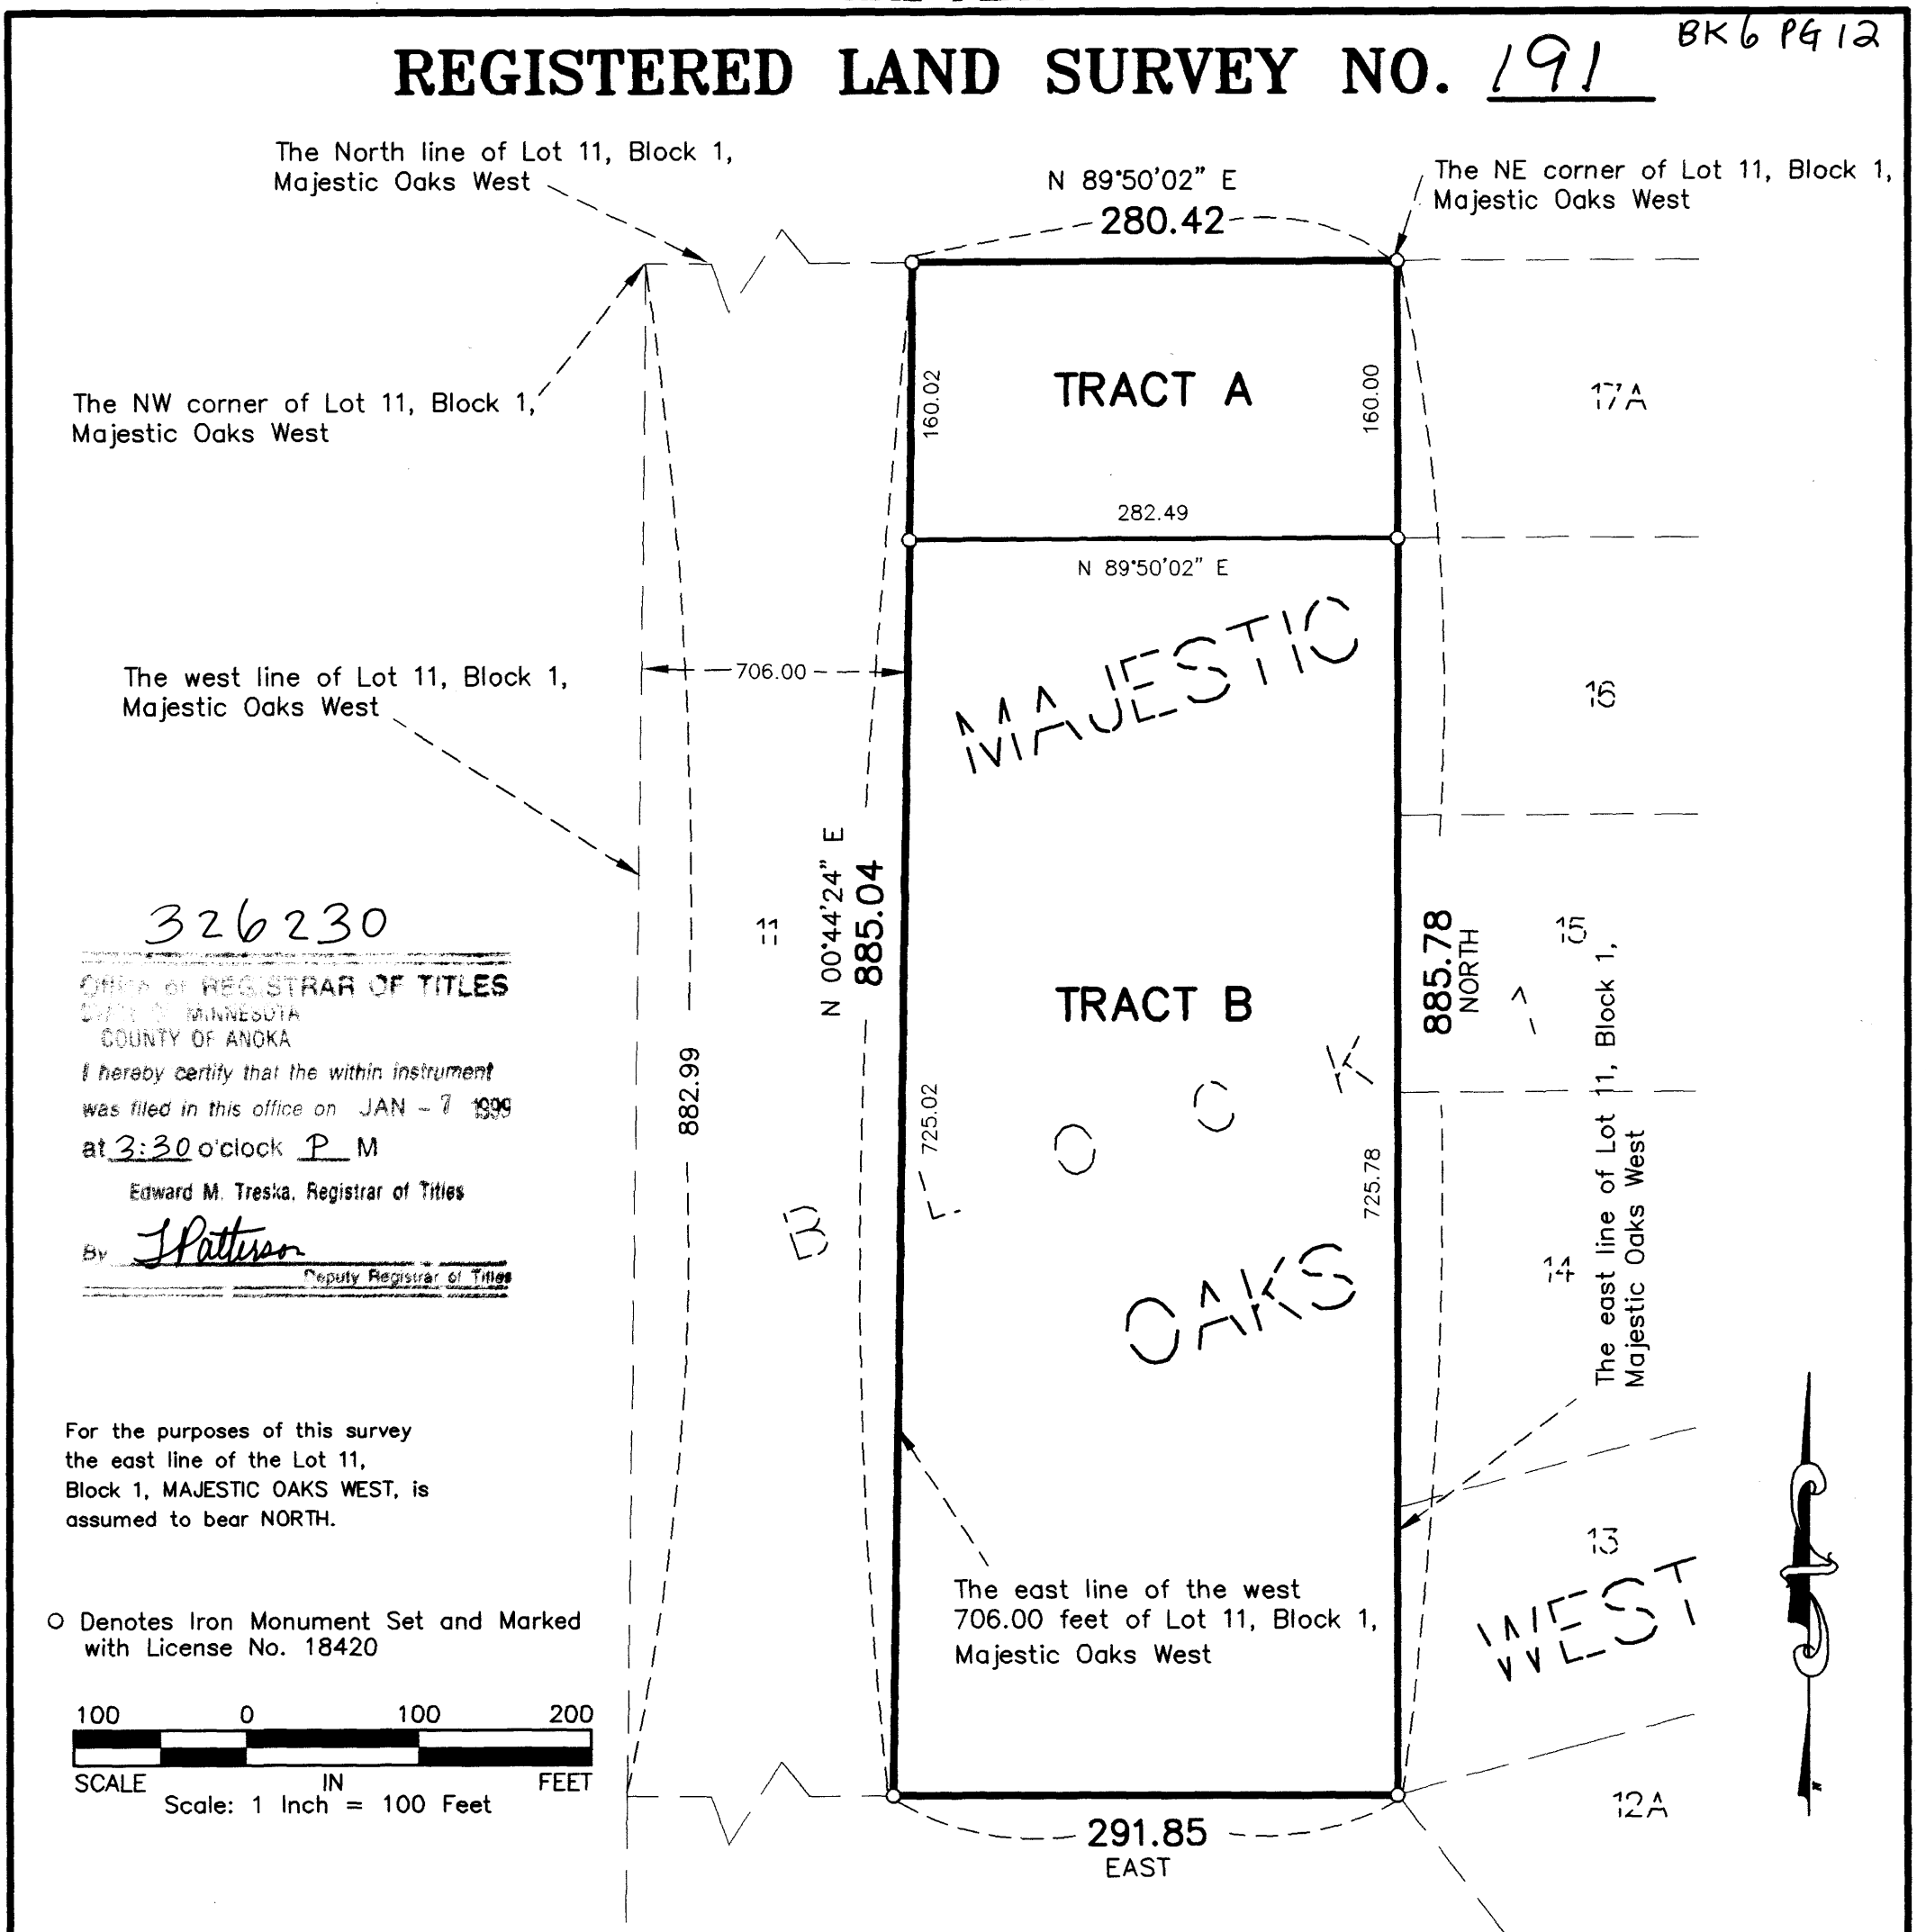 BK 6 PG 12
REGISTERED LAND SURVEY NO. 191
The North line of Lot 11, Block 1,
Majestic Oaks West
N 89°50'02" E
280.42
The NE corner of Lot 11, Block 1,
Majestic Oaks West
The NW corner of Lot 11, Block 1,
Majestic Oaks West
160.02
TRACT A
160.00
17A
282.49
N 89°50'02" E
The west line of Lot 11, Block 1,
Majestic Oaks West
706.00
MAJESTIC
16
326230
Office of REGISTRAR OF TITLES
STATE OF MINNESOTA
COUNTY OF ANOKA
I hereby certify that the within instrument
was filed in this office on JAN - 7 1999
at 3:30 o'clock P M
Edward M. Treska, Registrar of Titles
By J Patterson
Deputy Registrar of Titles
11
N 00°44'24" E
885.04
882.99
TRACT B
885.78
NORTH
15
1
725.02
725.78
BLOCK
OAKS
14
The east line of Lot 11, Block 1,
Majestic Oaks West
For the purposes of this survey
the east line of the Lot 11,
Block 1, MAJESTIC OAKS WEST, is
assumed to bear NORTH.
13
WEST
The east line of the west
706.00 feet of Lot 11, Block 1,
Majestic Oaks West
O Denotes Iron Monument Set and Marked
with License No. 18420
100 0 100 200
SCALE IN FEET
Scale: 1 Inch = 100 Feet
12A
291.85
EAST